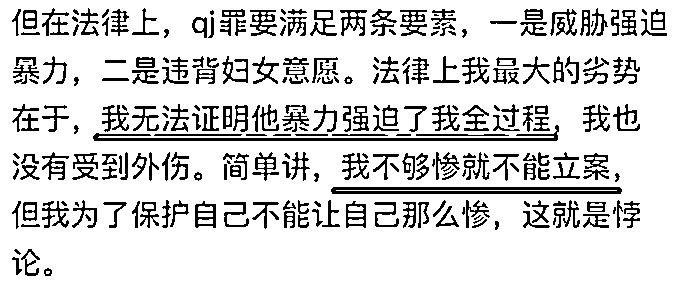 但在法律上，qj罪要满足两条要素，一是威胁强迫
暴力，二是违背妇女意愿。法律上我最大的劣势
在于，我无法证明他暴力强迫了我全过程，我也
没有受到外伤。简单讲，我不够惨就不能立案，
但我为了保护自己不能让自己那么惨，这就是悖
论。